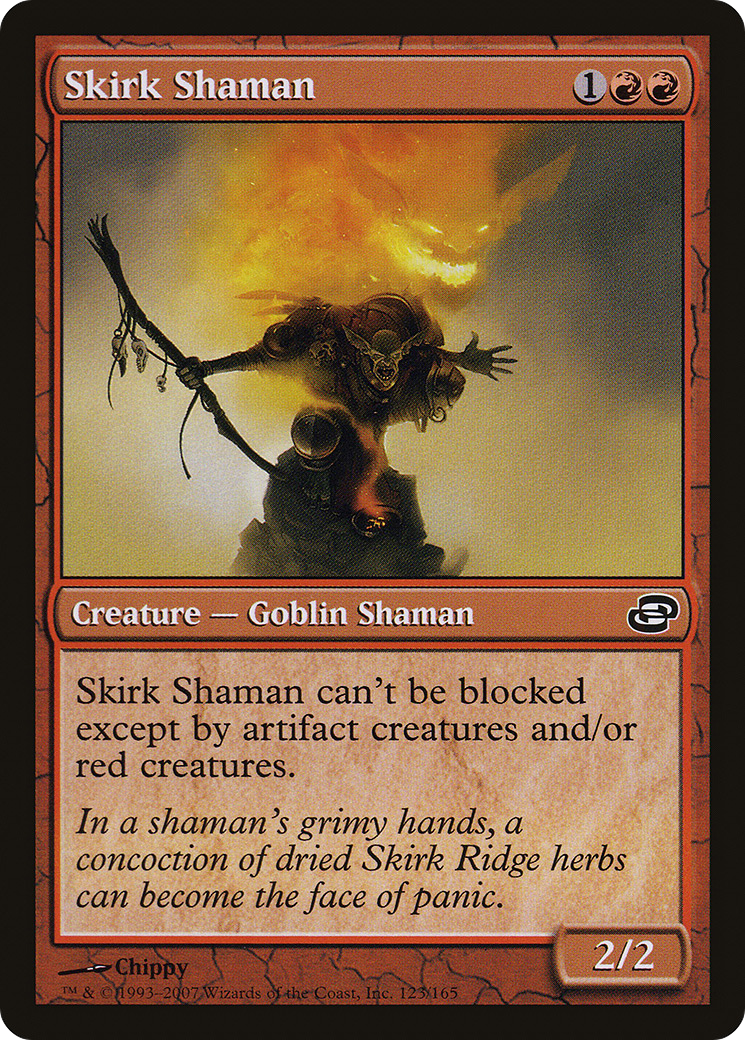 Skirk Shaman 1
Creature — Goblin Shaman
Skirk Shaman can't be blocked
except by artifact creatures and/or
red creatures.
In a shaman's grimy hands, a
concoction of dried Skirk Ridge herbs
can become the face of panic.
2/2
Chippy
™ & © 1993–2007 Wizards of the Coast, Inc. 123/165